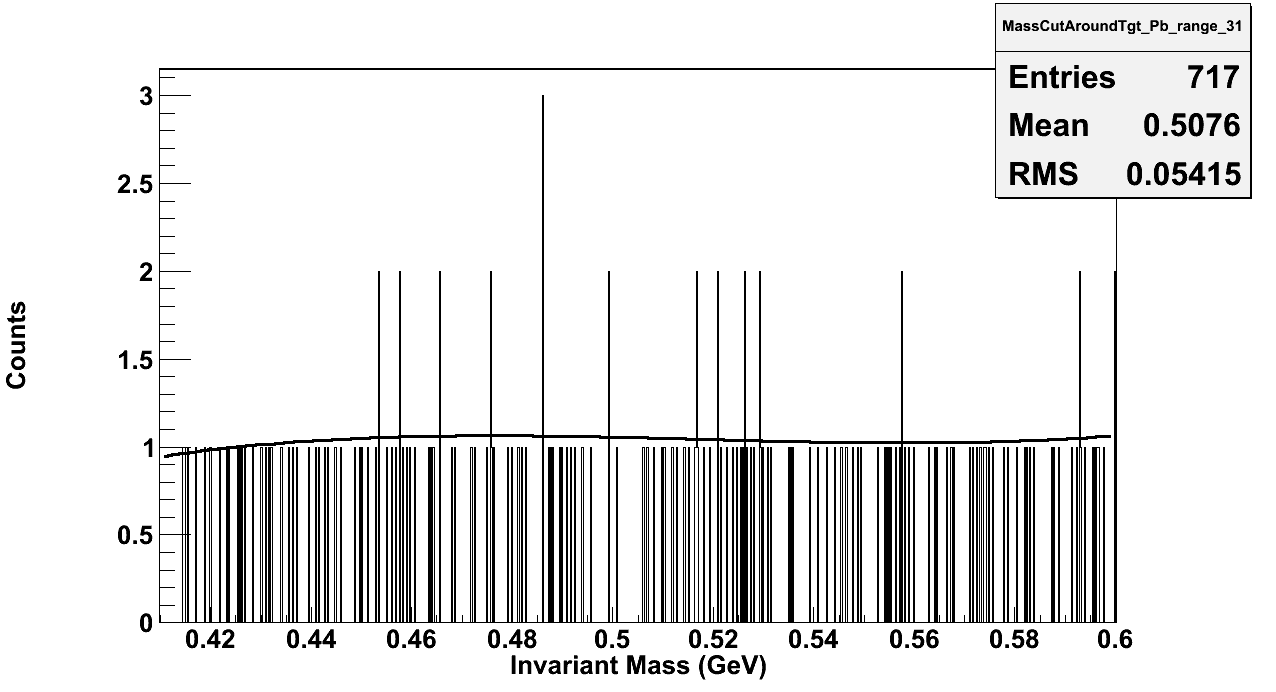 MassCutAroundTgt_Pb_range_31
Entries 717
Mean 0.5076
RMS 0.05415
3
2.5
2
1.5
1
0.5
0
Counts
0.42 0.44 0.46 0.48 0.5 0.52 0.54 0.56 0.58 0.6
Invariant Mass (GeV)